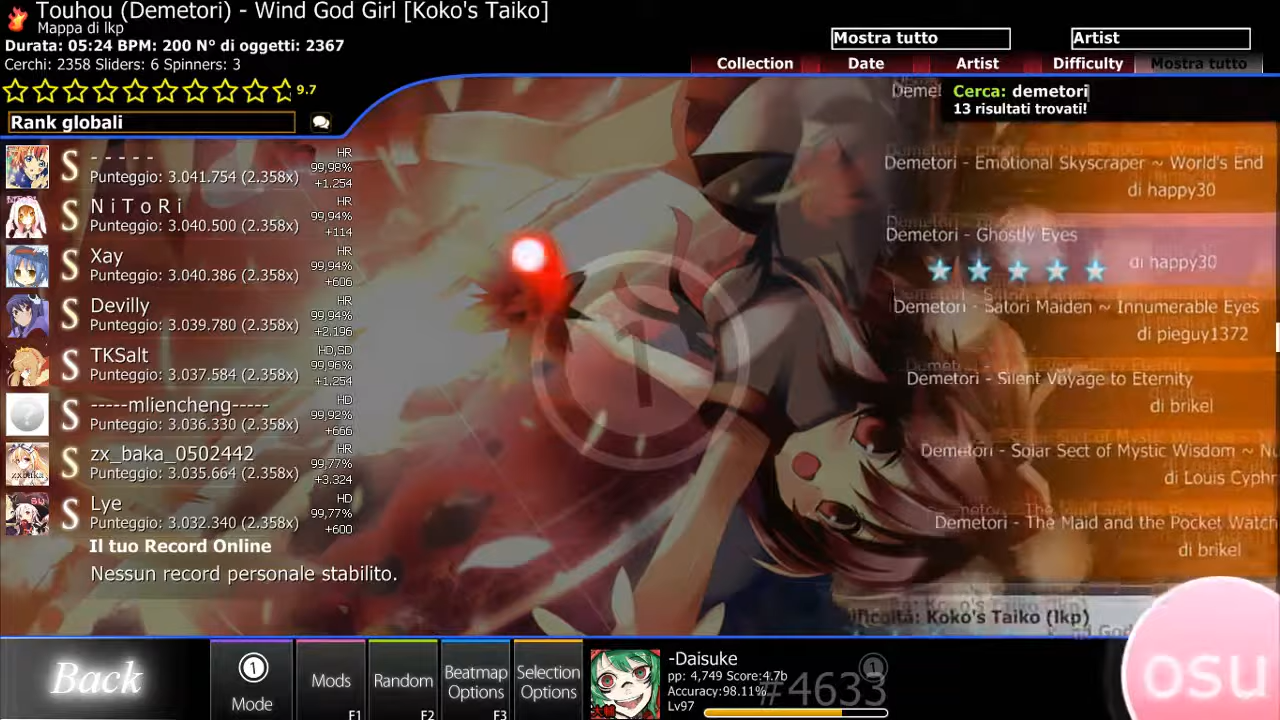 Touhou (Demetori) - Wind God Girl [Koko's Taiko]
Mappa di lkp
Durata: 05:24 BPM: 200 N° di oggetti: 2367
Cerchi: 2358 Sliders: 6 Spinners: 3
9.7
Rank globali
Mostra tutto
Artist
Collection
Date
Artist
Difficulty
Mostra tutto
Cerca: demetori
13 risultati trovati!
- - - - -
Punteggio: 3.041.754 (2.358x)
HR
99,98%
+1.254
N i T o R i
Punteggio: 3.040.500 (2.358x)
HR
99,94%
+114
Xay
Punteggio: 3.040.386 (2.358x)
HR
99,94%
+606
Devilly
Punteggio: 3.039.780 (2.358x)
HR
99,94%
+2.196
TKSalt
Punteggio: 3.037.584 (2.358x)
HD,SD
99,96%
+1.254
-----mliencheng-----
Punteggio: 3.036.330 (2.358x)
HD
99,92%
+666
zx_baka_0502442
Punteggio: 3.035.664 (2.358x)
HR
99,77%
+3.324
Lye
Punteggio: 3.032.340 (2.358x)
HD
99,77%
+600
Il tuo Record Online
Nessun record personale stabilito.
Demetori - Emotional Skyscraper ~ World's End
di happy30
Demetori - Ghostly Eyes
di happy30
Demetori - Satori Maiden ~ Innumerable Eyes
di pieguy1372
Demetori - Silent Voyage to Eternity
di brikel
Demetori - Solar Sect of Mystic Wisdom ~ Nu
di Louis Cyphr
Demetori - The Maid and the Pocket Watch
di brikel
ifficoltà: Koko's Taiko (lkp)
Back
1
Mode
Mods
F1
Random
F2
Beatmap
Options
F3
Selection
Options
-Daisuke
pp: 4,749 Score:4.7b
Accuracy:98.11%
Lv97
#4633
osu